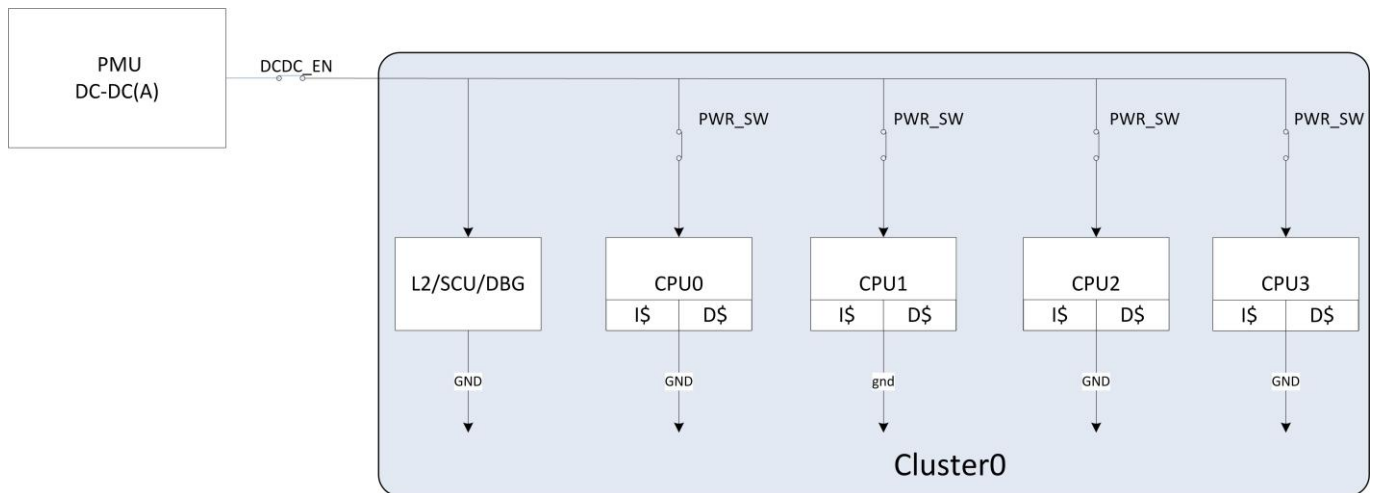 PMU
DC-DC(A)
DCDC_EN
PWR_SW
PWR_SW
PWR_SW
PWR_SW
L2/SCU/DBG
CPU0
I$ D$
CPU1
I$ D$
CPU2
I$ D$
CPU3
I$ D$
GND
GND
gnd
GND
GND
Cluster0